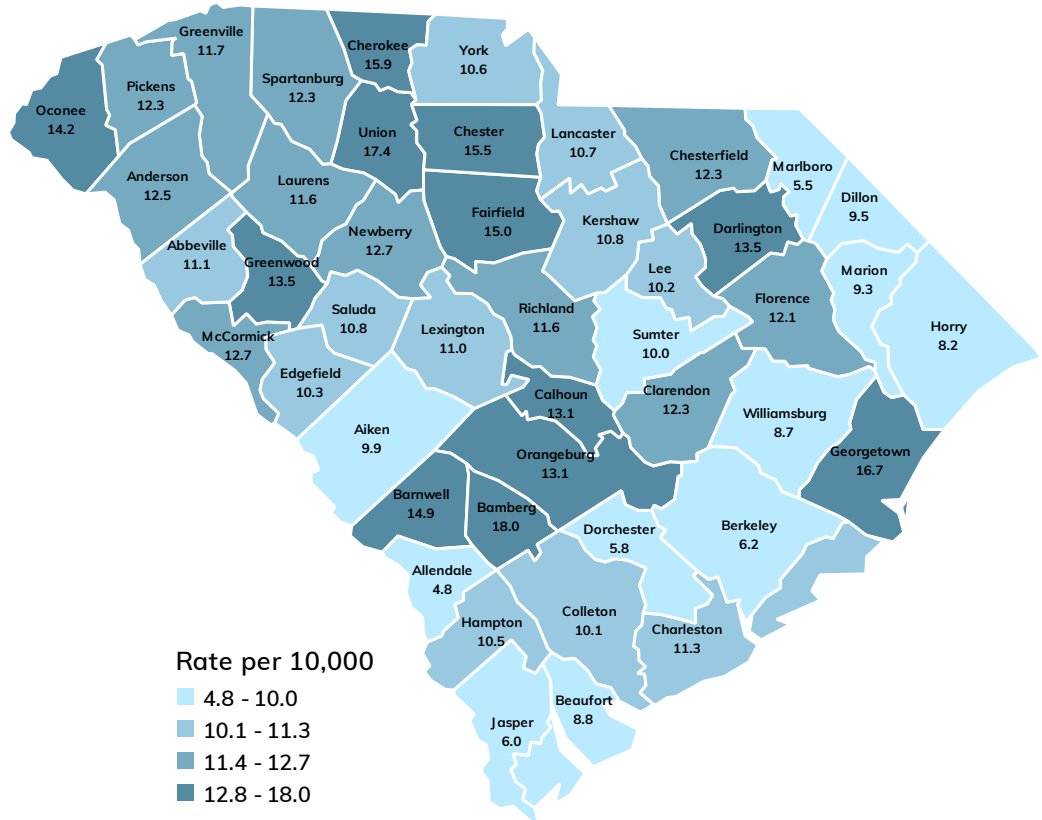 Greenville
11.7
Cherokee
15.9
York
10.6
Spartanburg
12.3
Pickens
12.3
Oconee
14.2
Union
17.4
Chester
15.5
Lancaster
10.7
Chesterfield
12.3
Marlboro
5.5
Dillon
9.5
Anderson
12.5
Laurens
11.6
Fairfield
15.0
Kershaw
10.8
Darlington
13.5
Newberry
12.7
Abbeville
11.1
Greenwood
13.5
Lee
10.2
Marion
9.3
Florence
12.1
Saluda
10.8
Richland
11.6
Lexington
11.0
Sumter
10.0
Horry
8.2
McCormick
12.7
Edgefield
10.3
Calhoun
13.1
Clarendon
12.3
Williamsburg
8.7
Aiken
9.9
Orangeburg
13.1
Georgetown
16.7
Barnwell
14.9
Bamberg
18.0
Dorchester
5.8
Berkeley
6.2
Allendale
4.8
Hampton
10.5
Colleton
10.1
Charleston
11.3
Beaufort
8.8
Jasper
6.0
Rate per 10,000
4.8 - 10.0
10.1 - 11.3
11.4 - 12.7
12.8 - 18.0